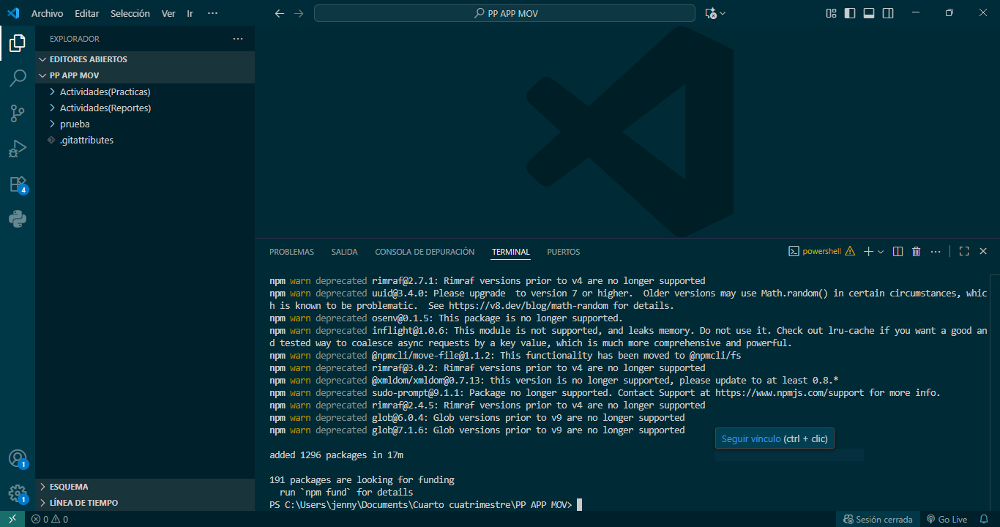 Archivo Editar Selección Ver Ir ···
PP APP MOV
EXPLORADOR
EDITORES ABIERTOS
PP APP MOV
Actividades(Practicas)
Actividades(Reportes)
prueba
.gitattributes
4
1
1
ESQUEMA
LÍNEA DE TIEMPO
PROBLEMAS SALIDA CONSOLA DE DEPURACIÓN TERMINAL PUERTOS
powershell
npm warn deprecated rimraf@2.7.1: Rimraf versions prior to v4 are no longer supported
npm warn deprecated uuid@3.4.0: Please upgrade  to version 7 or higher.  Older versions may use Math.random() in certain circumstances, whic
h is known to be problematic.  See https://v8.dev/blog/math-random for details.
npm warn deprecated osenv@0.1.5: This package is no longer supported.
npm warn deprecated inflight@1.0.6: This module is not supported, and leaks memory. Do not use it. Check out lru-cache if you want a good an
d tested way to coalesce async requests by a key value, which is much more comprehensive and powerful.
npm warn deprecated @npmcli/move-file@1.1.2: This functionality has been moved to @npmcli/fs
npm warn deprecated rimraf@3.0.2: Rimraf versions prior to v4 are no longer supported
npm warn deprecated @xmldom/xmldom@0.7.13: this version is no longer supported, please update to at least 0.8.*
npm warn deprecated sudo-prompt@9.1.1: Package no longer supported. Contact Support at https://www.npmjs.com/support for more info.
npm warn deprecated rimraf@2.4.5: Rimraf versions prior to v4 are no longer supported
npm warn deprecated glob@6.0.4: Glob versions prior to v9 are no longer supported
npm warn deprecated glob@7.1.6: Glob versions prior to v9 are no longer supported
Seguir vínculo (ctrl + clic)
added 1296 packages in 17m
191 packages are looking for funding
  run `npm fund` for details
PS C:\Users\jenny\Documents\Cuarto cuatrimestre\PP APP MOV>
0 0
Sesión cerrada Go Live